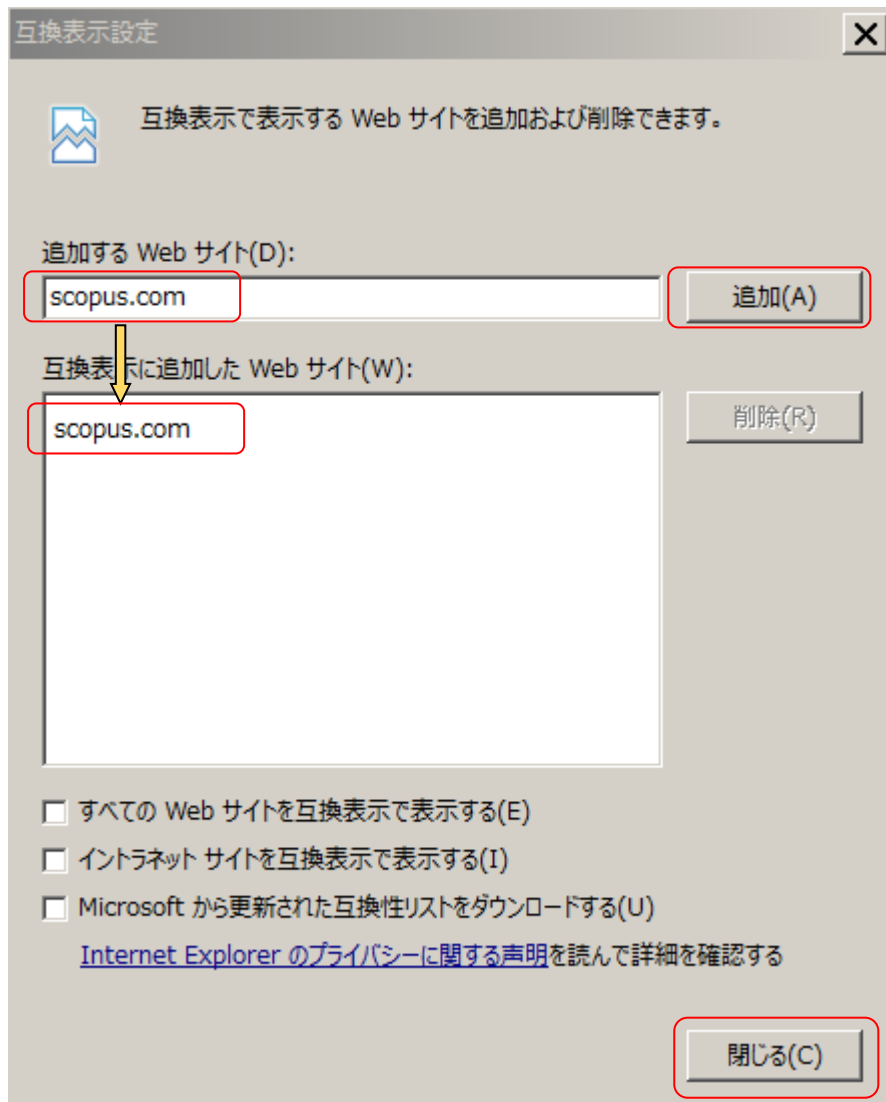 互換表示設定
互換表示で表示する Web サイトを追加および削除できます。
追加する Web サイト(D):
scopus.com
追加(A)
互換表示に追加した Web サイト(W):
scopus.com
削除(R)
すべての Web サイトを互換表示で表示する(E)
イントラネット サイトを互換表示で表示する(I)
Microsoft から更新された互換性リストをダウンロードする(U)
Internet Explorer のプライバシーに関する声明を読んで詳細を確認する
閉じる(C)